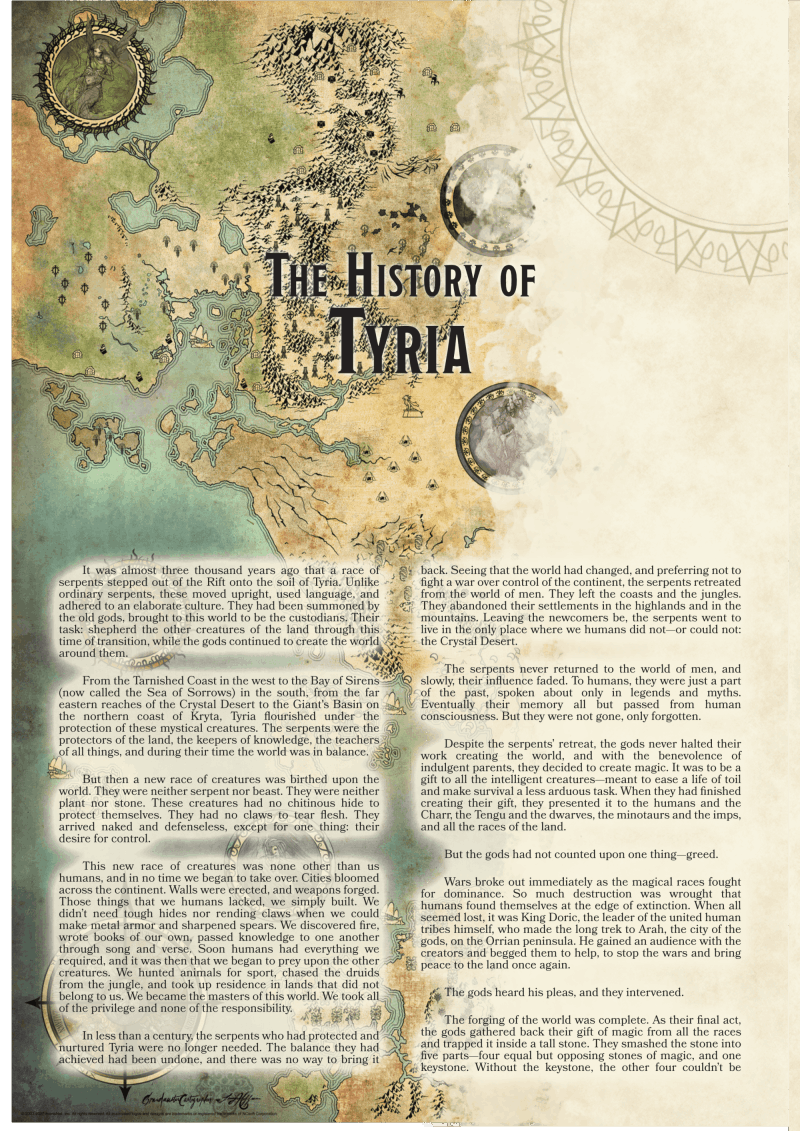 THE HISTORY OF
TYRIA
It was almost three thousand years ago that a race of
serpents stepped out of the Rift onto the soil of Tyria. Unlike
ordinary serpents, these moved upright, used language, and
adhered to an elaborate culture. They had been summoned by
the old gods, brought to this world to be the custodians. Their
task: shepherd the other creatures of the land through this
time of transition, while the gods continued to create the world
around them.
From the Tarnished Coast in the west to the Bay of Sirens
(now called the Sea of Sorrows) in the south, from the far
eastern reaches of the Crystal Desert to the Giant's Basin on
the northern coast of Kryta, Tyria flourished under the
protection of these mystical creatures. The serpents were the
protectors of the land, the keepers of knowledge, the teachers
of all things, and during their time the world was in balance.
But then a new race of creatures was birthed upon the
world. They were neither serpent nor beast. They were neither
plant nor stone. These creatures had no chitinous hide to
protect themselves. They had no claws to tear flesh. They
arrived naked and defenseless, except for one thing: their
desire for control.
This new race of creatures was none other than us
humans, and in no time we began to take over. Cities bloomed
across the continent. Walls were erected, and weapons forged.
Those things that we humans lacked, we simply built. We
didn't need tough hides nor rending claws when we could
make metal armor and sharpened spears. We discovered fire,
wrote books of our own, passed knowledge to one another
through song and verse. Soon humans had everything we
required, and it was then that we began to prey upon the other
creatures. We hunted animals for sport, chased the druids
from the jungle, and took up residence in lands that did not
belong to us. We became the masters of this world. We took all
of the privilege and none of the responsibility.
In less than a century, the serpents who had protected and
nurtured Tyria were no longer needed. The balance they had
achieved had been undone, and there was no way to bring it
back. Seeing that the world had changed, and preferring not to
fight a war over control of the continent, the serpents retreated
from the world of men. They left the coasts and the jungles.
They abandoned their settlements in the highlands and in the
mountains. Leaving the newcomers be, the serpents went to
live in the only place where we humans did not—or could not:
the Crystal Desert.
The serpents never returned to the world of men, and
slowly, their influence faded. To humans, they were just a part
of the past, spoken about only in legends and myths.
Eventually their memory all but passed from human
consciousness. But they were not gone, only forgotten.
Despite the serpents' retreat, the gods never halted their
work creating the world, and with the benevolence of
indulgent parents, they decided to create magic. It was to be a
gift to all the intelligent creatures—meant to ease a life of toil
and make survival a less arduous task. When they had finished
creating their gift, they presented it to the humans and the
Charr, the Tengu and the dwarves, the minotaurs and the imps,
and all the races of the land.
But the gods had not counted upon one thing—greed.
Wars broke out immediately as the magical races fought
for dominance. So much destruction was wrought that
humans found themselves at the edge of extinction. When all
seemed lost, it was King Doric, the leader of the united human
tribes himself, who made the long trek to Arah, the city of the
gods, on the Orrian peninsula. He gained an audience with the
creators and begged them to help, to stop the wars and bring
peace to the land once again.
The gods heard his pleas, and they intervened.
The forging of the world was complete. As their final act,
the gods gathered back their gift of magic from all the races
and trapped it inside a tall stone. They smashed the stone into
five parts—four equal but opposing stones of magic, and one
keystone. Without the keystone, the other four couldn't be